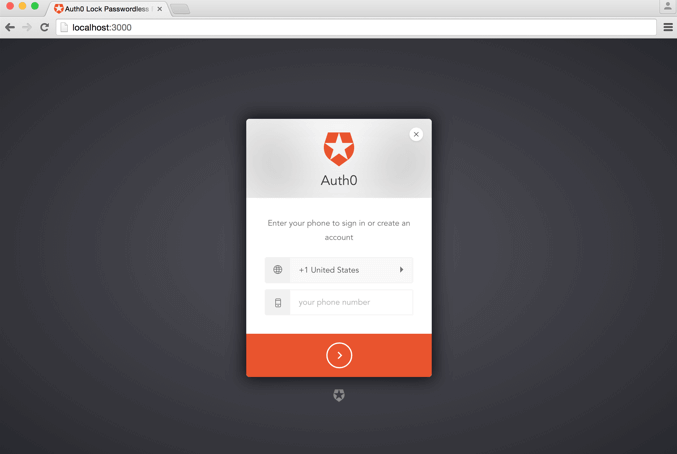 Auth0 Lock Passwordless
localhost:3000
Auth0
Enter your phone to sign in or create an
account
+1 United States
your phone number